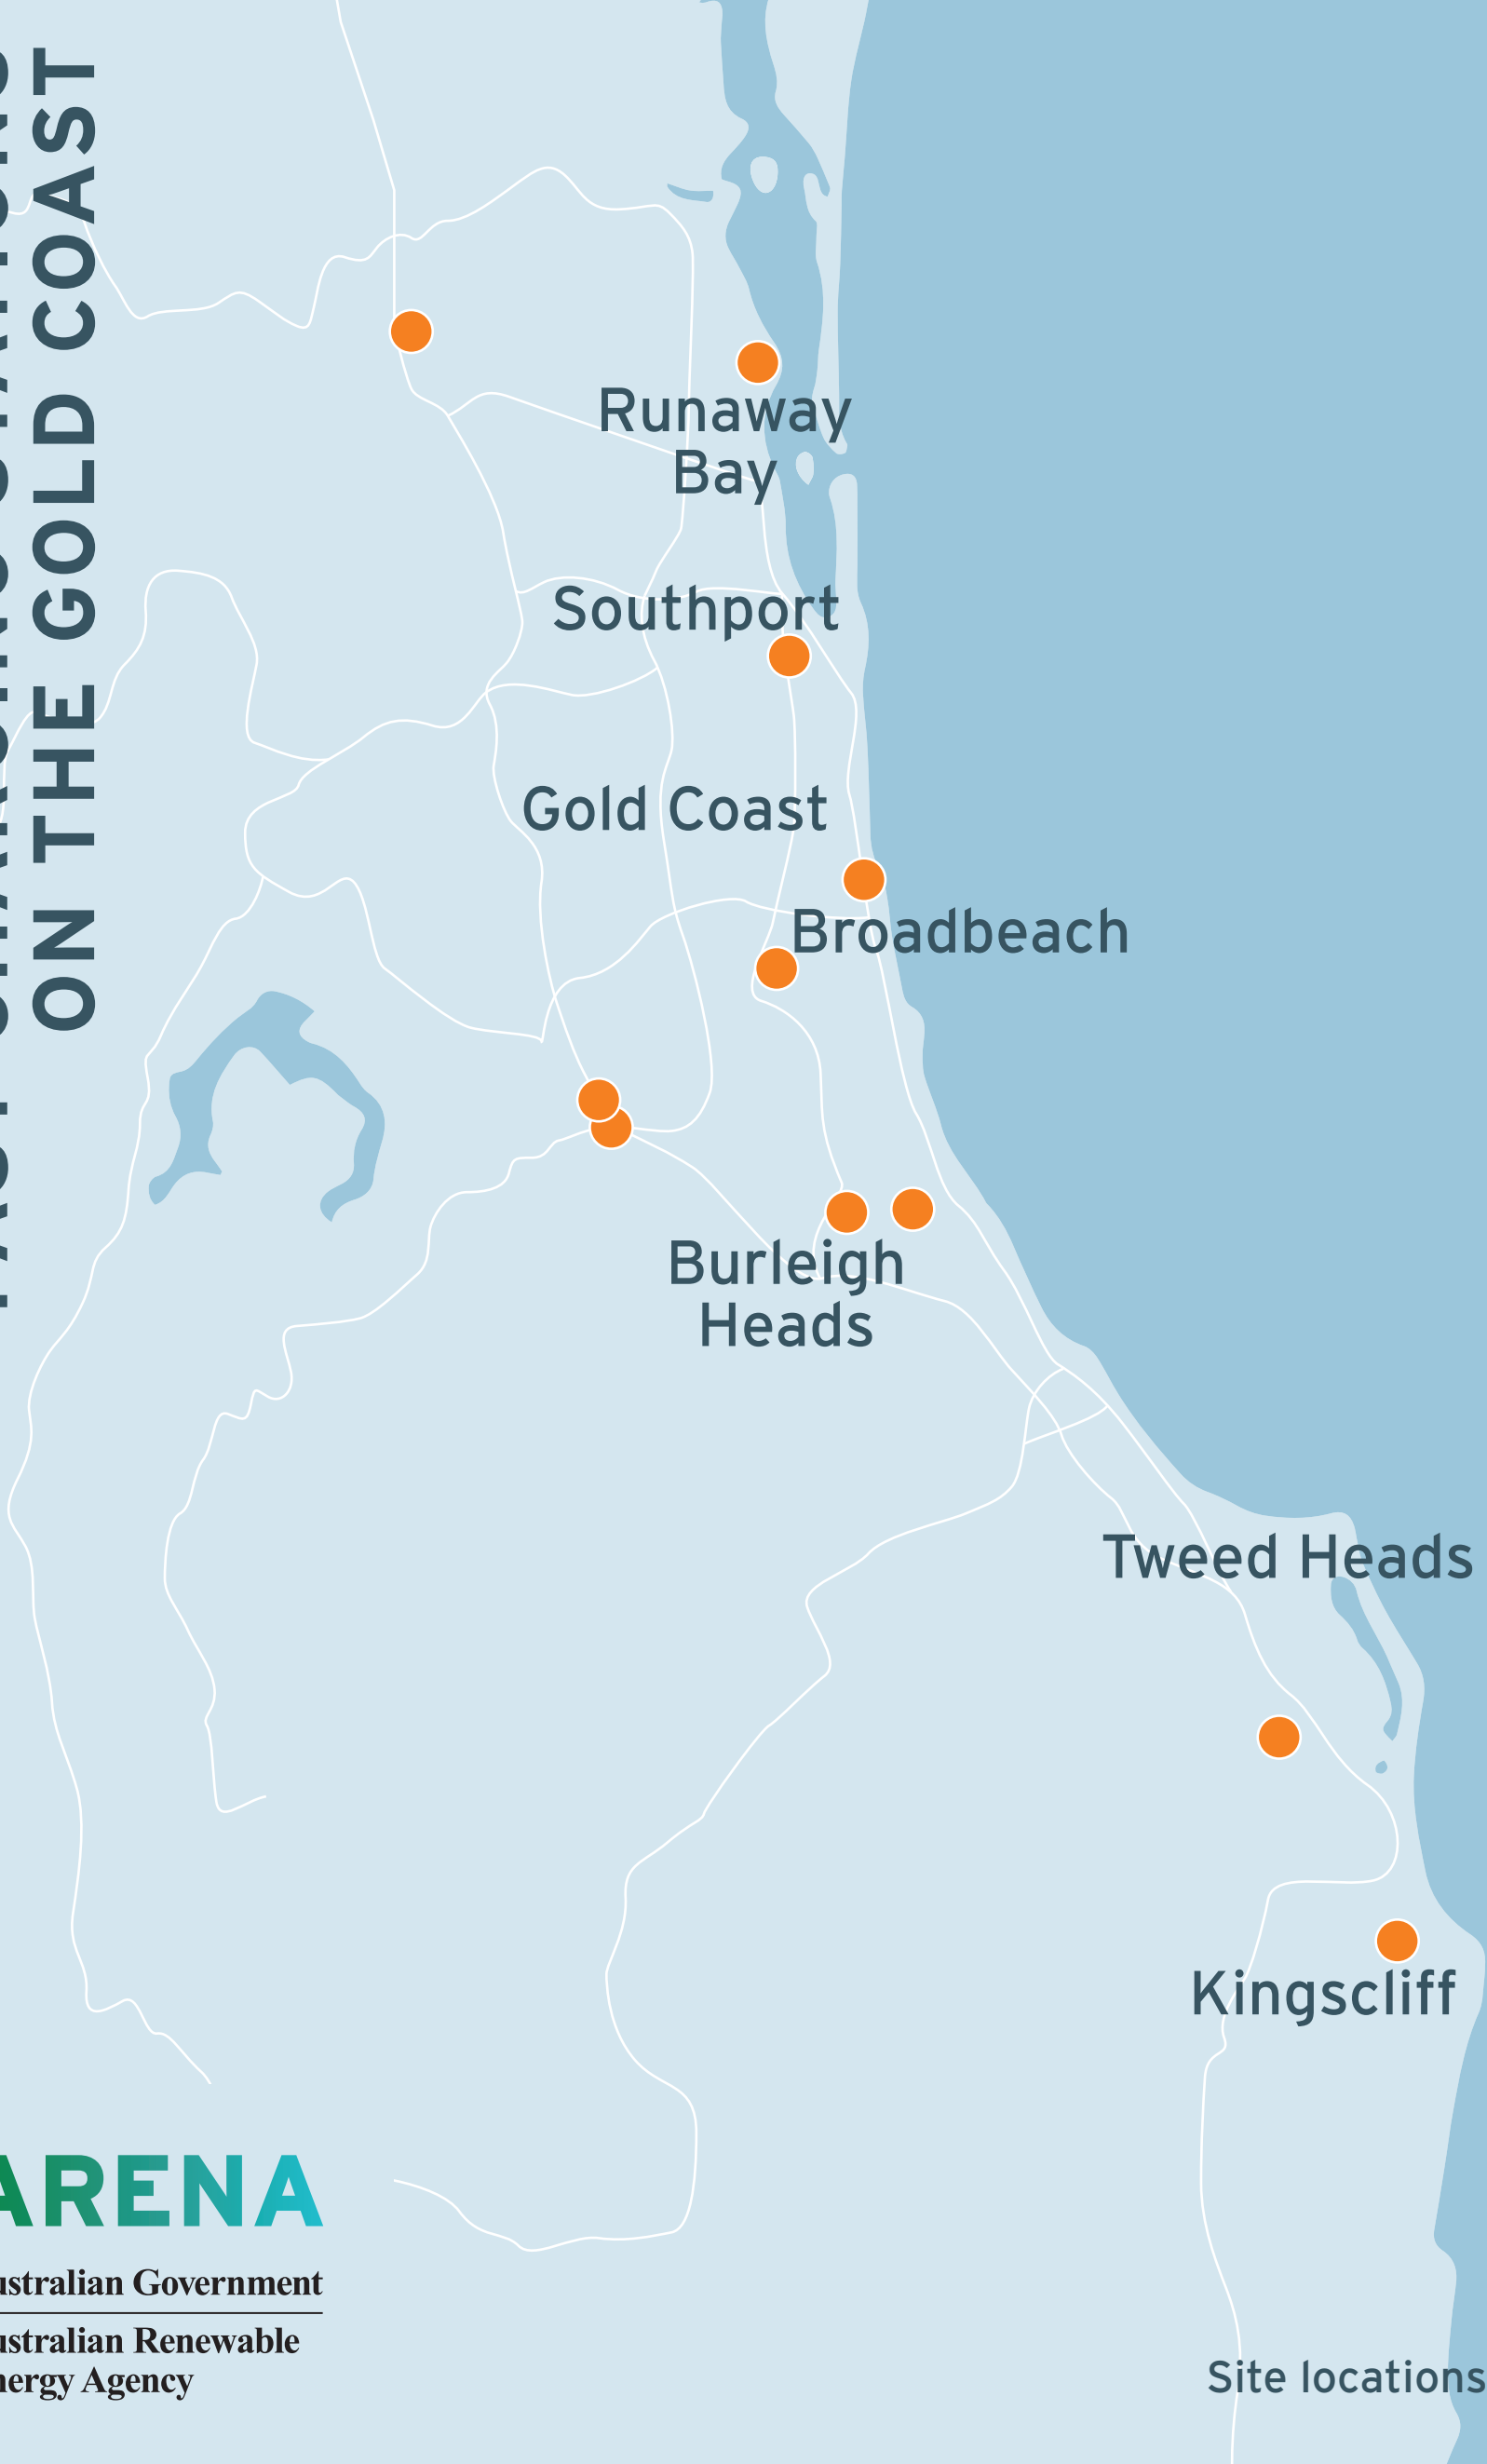 ON THE GOLD COAST
Runaway
Bay
Southport
Gold Coast
Broadbeach
Burleigh
Heads
Tweed Heads
Kingscliff
ARENA
ustralian Government
ustralian Renewable
nergy Agency
Site locations